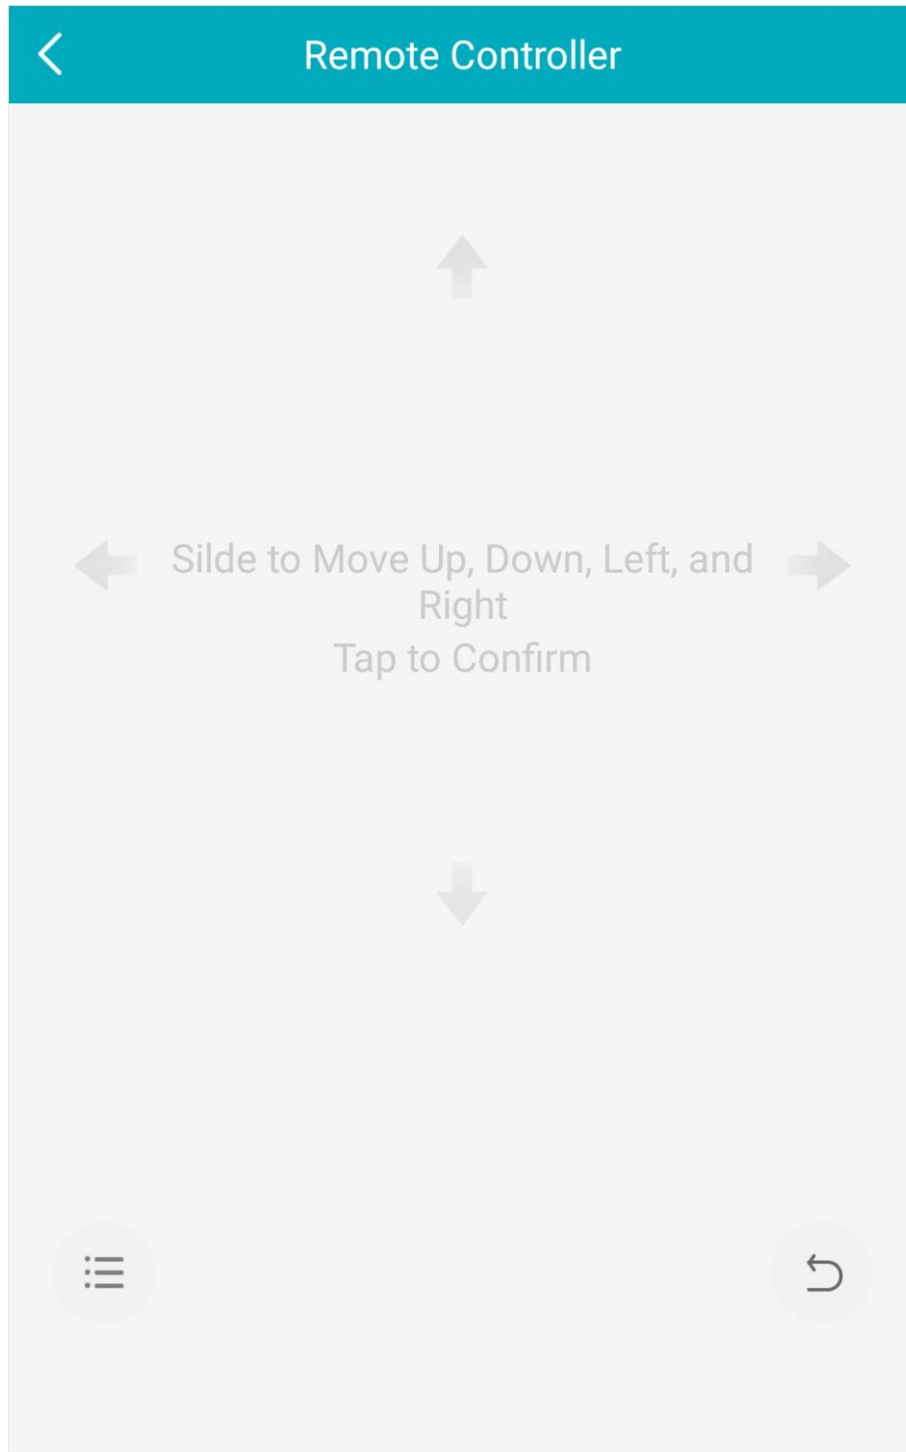 Remote Controller
Silde to Move Up, Down, Left, and
Right
Tap to Confirm